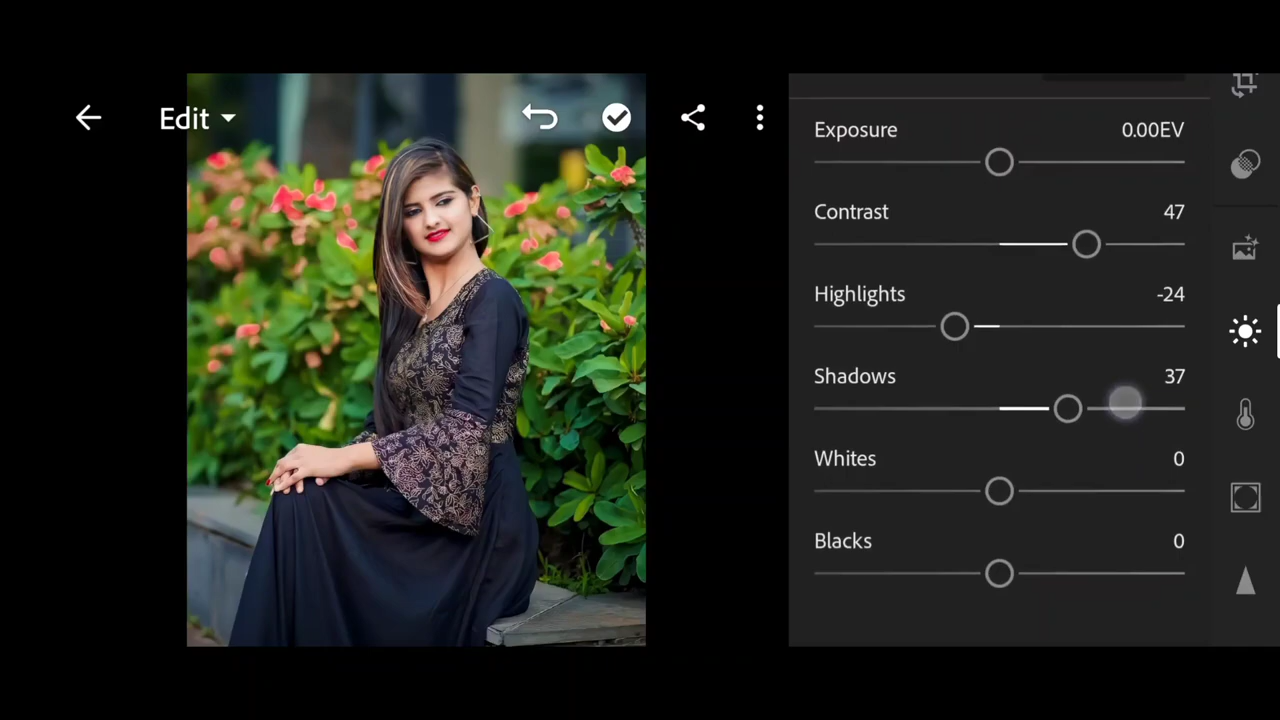 Edit
Exposure 0.00EV
Contrast 47
Highlights -24
Shadows 37
Whites 0
Blacks 0